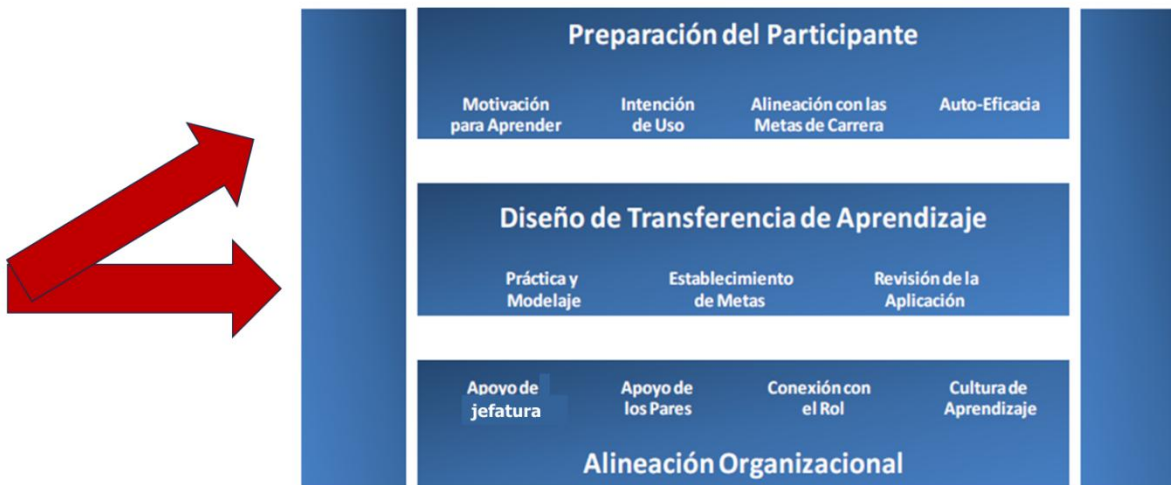 Preparación del Participante
Motivación
para Aprender
Intención
de Uso
Alineación con las
Metas de Carrera
Auto-Eficacia
Diseño de Transferencia de Aprendizaje
Práctica y
Modelaje
Establecimiento
de Metas
Revisión de la
Aplicación
Apoyo de
jefatura
Apoyo de
los Pares
Conexión con
el Rol
Cultura de
Aprendizaje
Alineación Organizacional